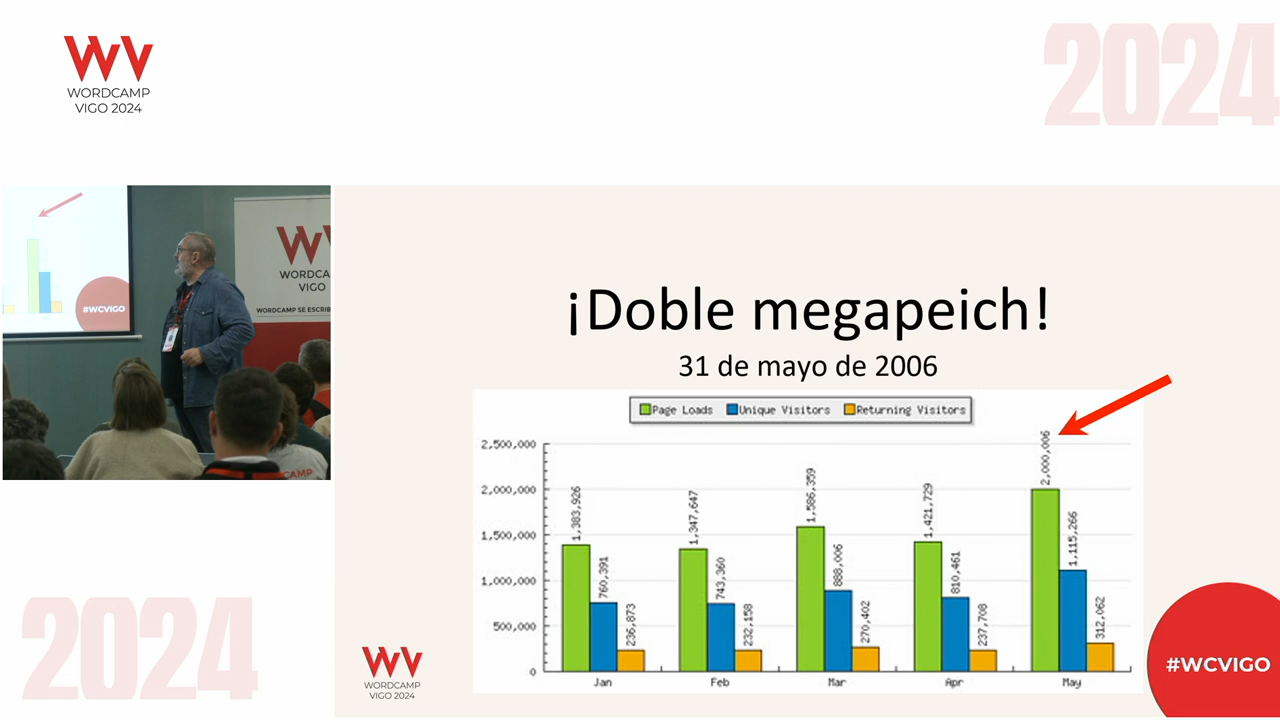 WORDCAMP
VIGO 2024
2024
#WCVIGO
WORDCA
VIGO
WORDCAMP SE ESCRIB
CAMP
¡Doble megapeich!
31 de mayo de 2006
Page Loads Unique Visitors Returning Visitors
2,500,000
2,000,000
1,500,000
1,000,000
500,000
0
1,383,926
760,391
236,873
1,347,647
743,360
232,158
1,586,359
888,006
270,402
1,421,729
810,461
237,708
2,000,006
1,115,266
312,062
Jan Feb Mar Apr May
WORDCAMP
VIGO 2024
#WCVIGO
2024